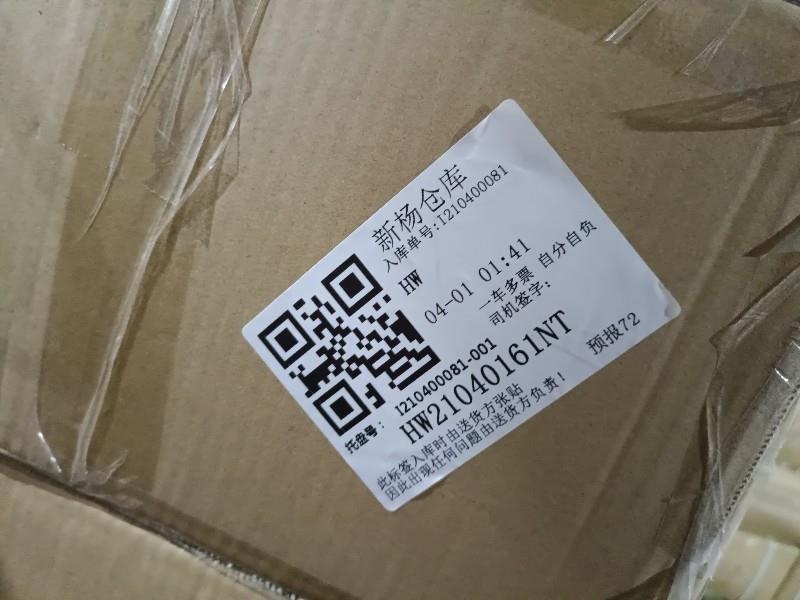 新杨仓库
入库单号:I210400081
HW
04-01 01:41
一车多票 自分自负
司机签字:
托盘号: I210400081-001
HW21040161NT
预报72
此标签入库时由送货方张贴
因此出现任何问题由送货方负责!